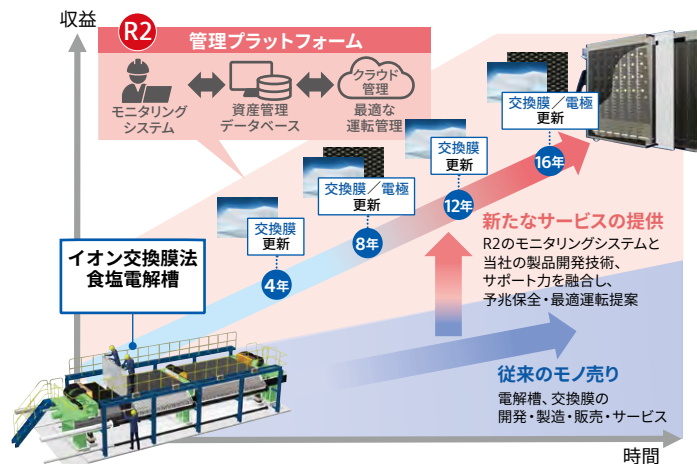 収益
R2
管理プラットフォーム
モニタリング
システム
資産管理
データベース
クラウド
管理
最適な
運転管理
イオン交換膜法
食塩電解槽
交換膜
更新
4年
交換膜/電極
更新
8年
交換膜
更新
12年
交換膜/電極
更新
16年
新たなサービスの提供
R2のモニタリングシステムと
当社の製品開発技術、
サポート力を融合し、
予兆保全・最適運転提案
従来のモノ売り
電解槽、交換膜の
開発・製造・販売・サービス
時間